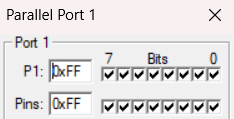 Parallel Port 1
Port 1
7 Bits 0
P1: 0xFF
Pins: 0xFF